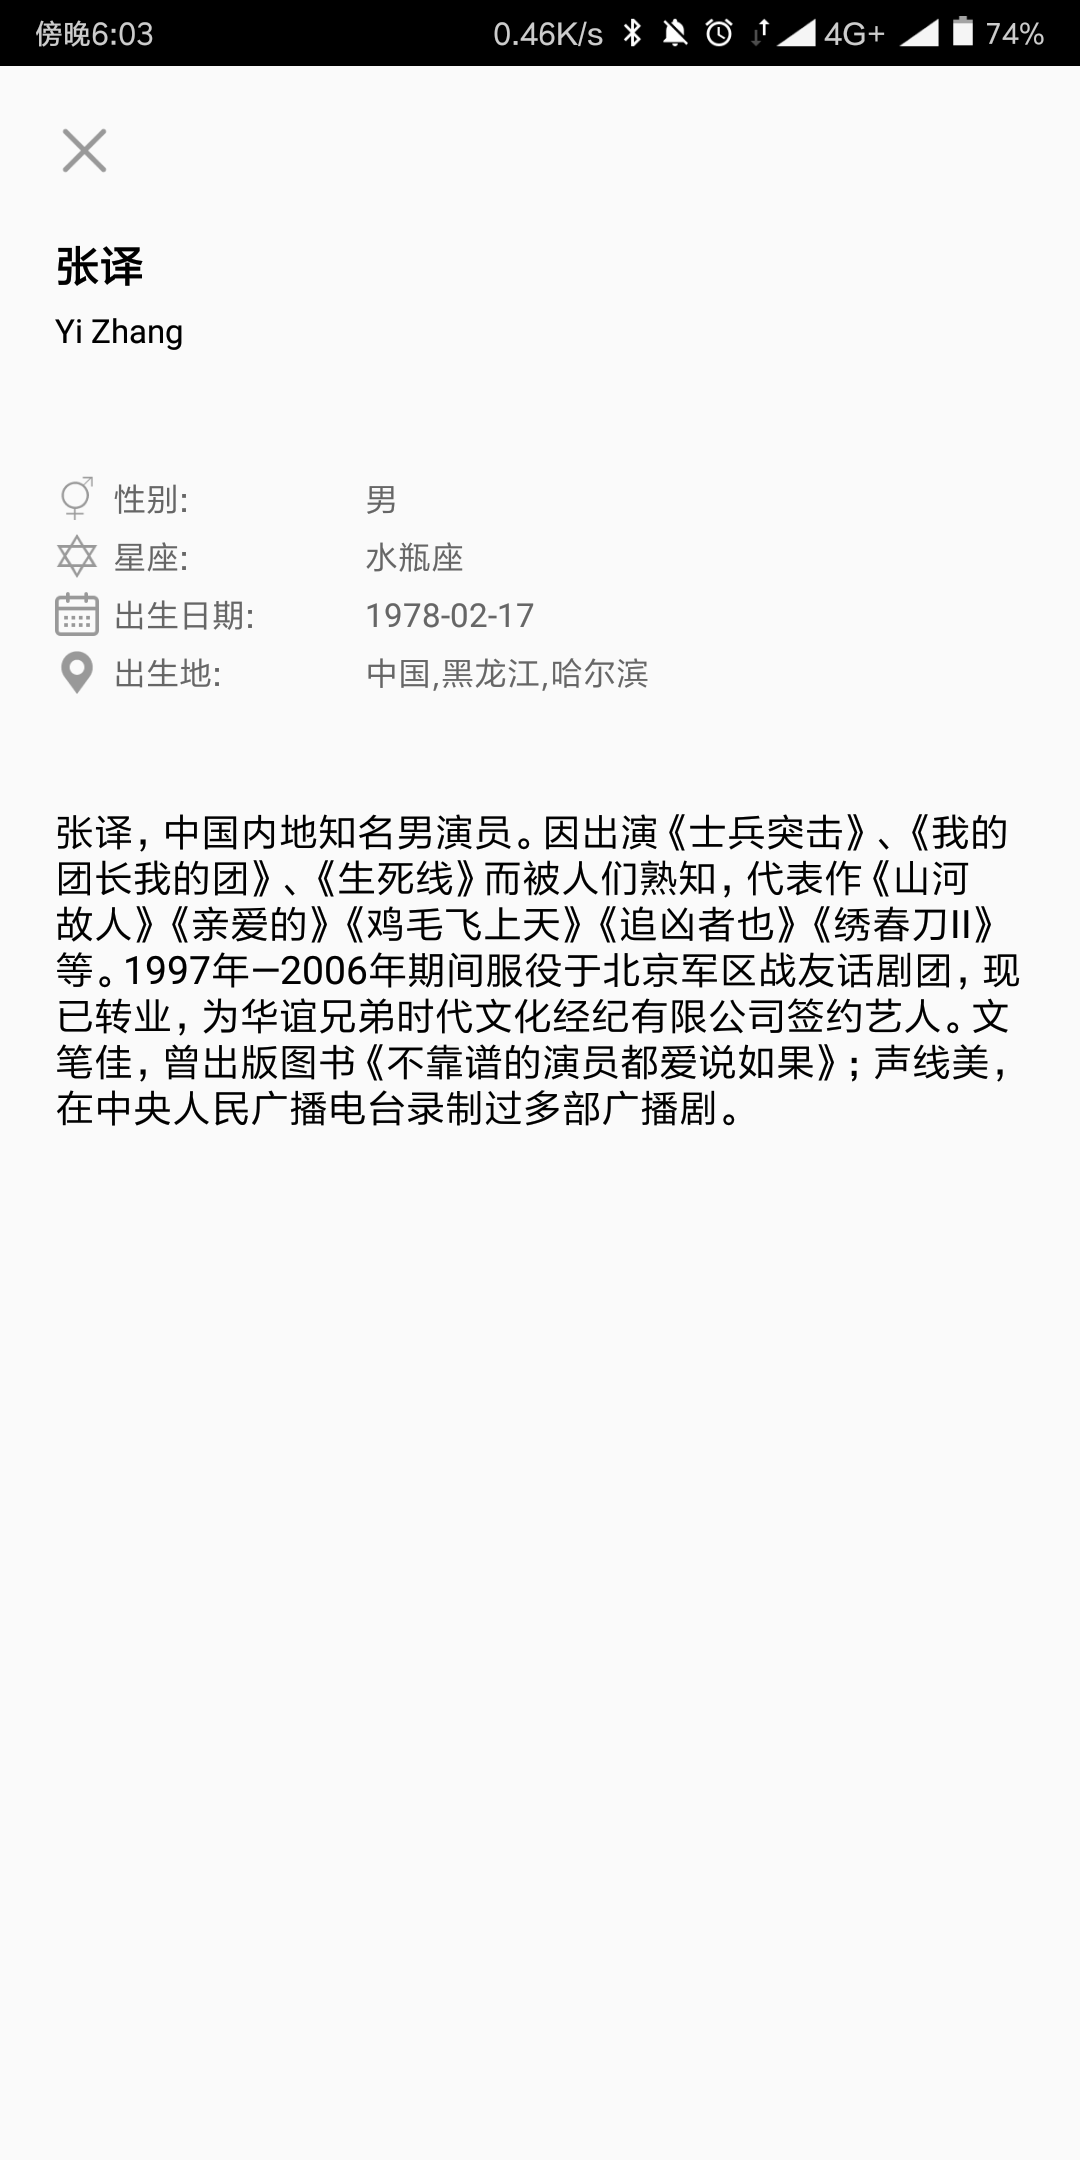 傍晚6:03 0.46K/s 4G+ 74%
张译
Yi Zhang
性别: 男
星座: 水瓶座
出生日期: 1978-02-17
出生地: 中国,黑龙江,哈尔滨
张译，中国内地知名男演员。因出演《士兵突击》、《我的
团长我的团》、《生死线》而被人们熟知，代表作《山河
故人》《亲爱的》《鸡毛飞上天》《追凶者也》《绣春刀II》
等。1997年—2006年期间服役于北京军区战友话剧团，现
已转业，为华谊兄弟时代文化经纪有限公司签约艺人。文
笔佳，曾出版图书《不靠谱的演员都爱说如果》；声线美，
在中央人民广播电台录制过多部广播剧。